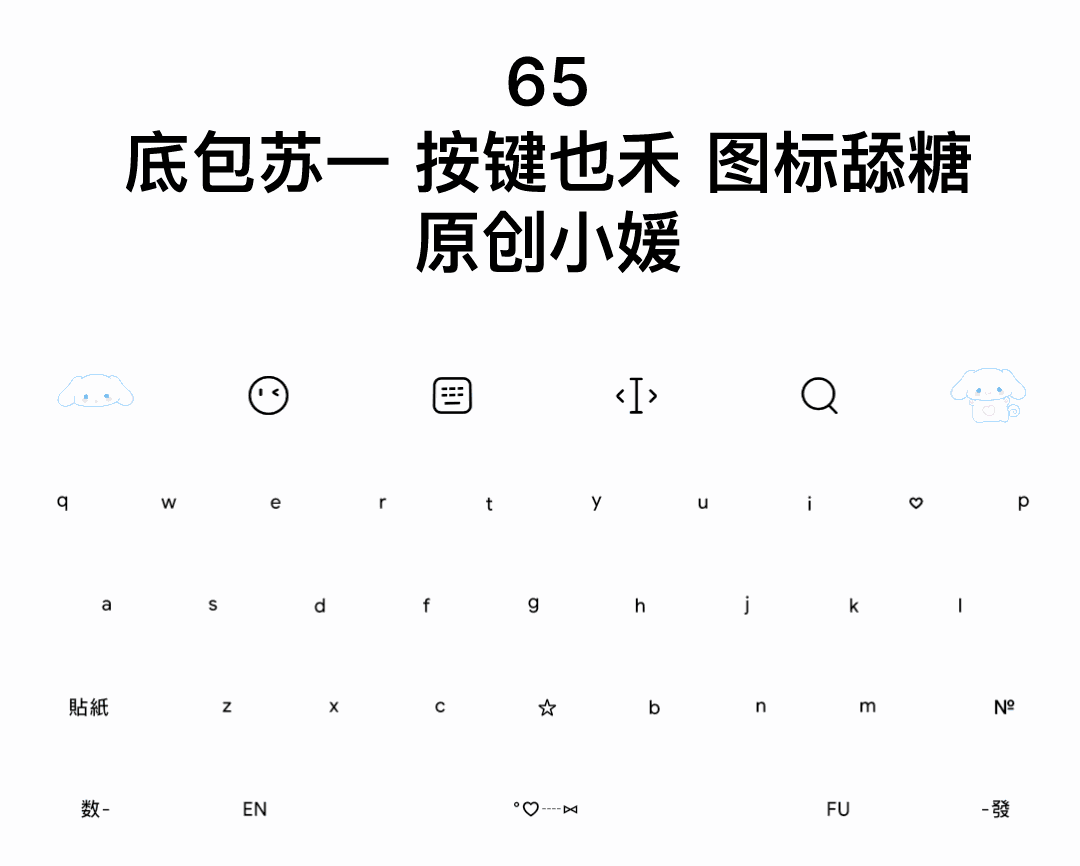 65
底包苏一 按键也禾 图标舔糖
原创小媛
q w e r t y u i ♡ p
a s d f g h j k l
貼紙 z x c ☆ b n m №
数- EN °♡----⋈ FU -發